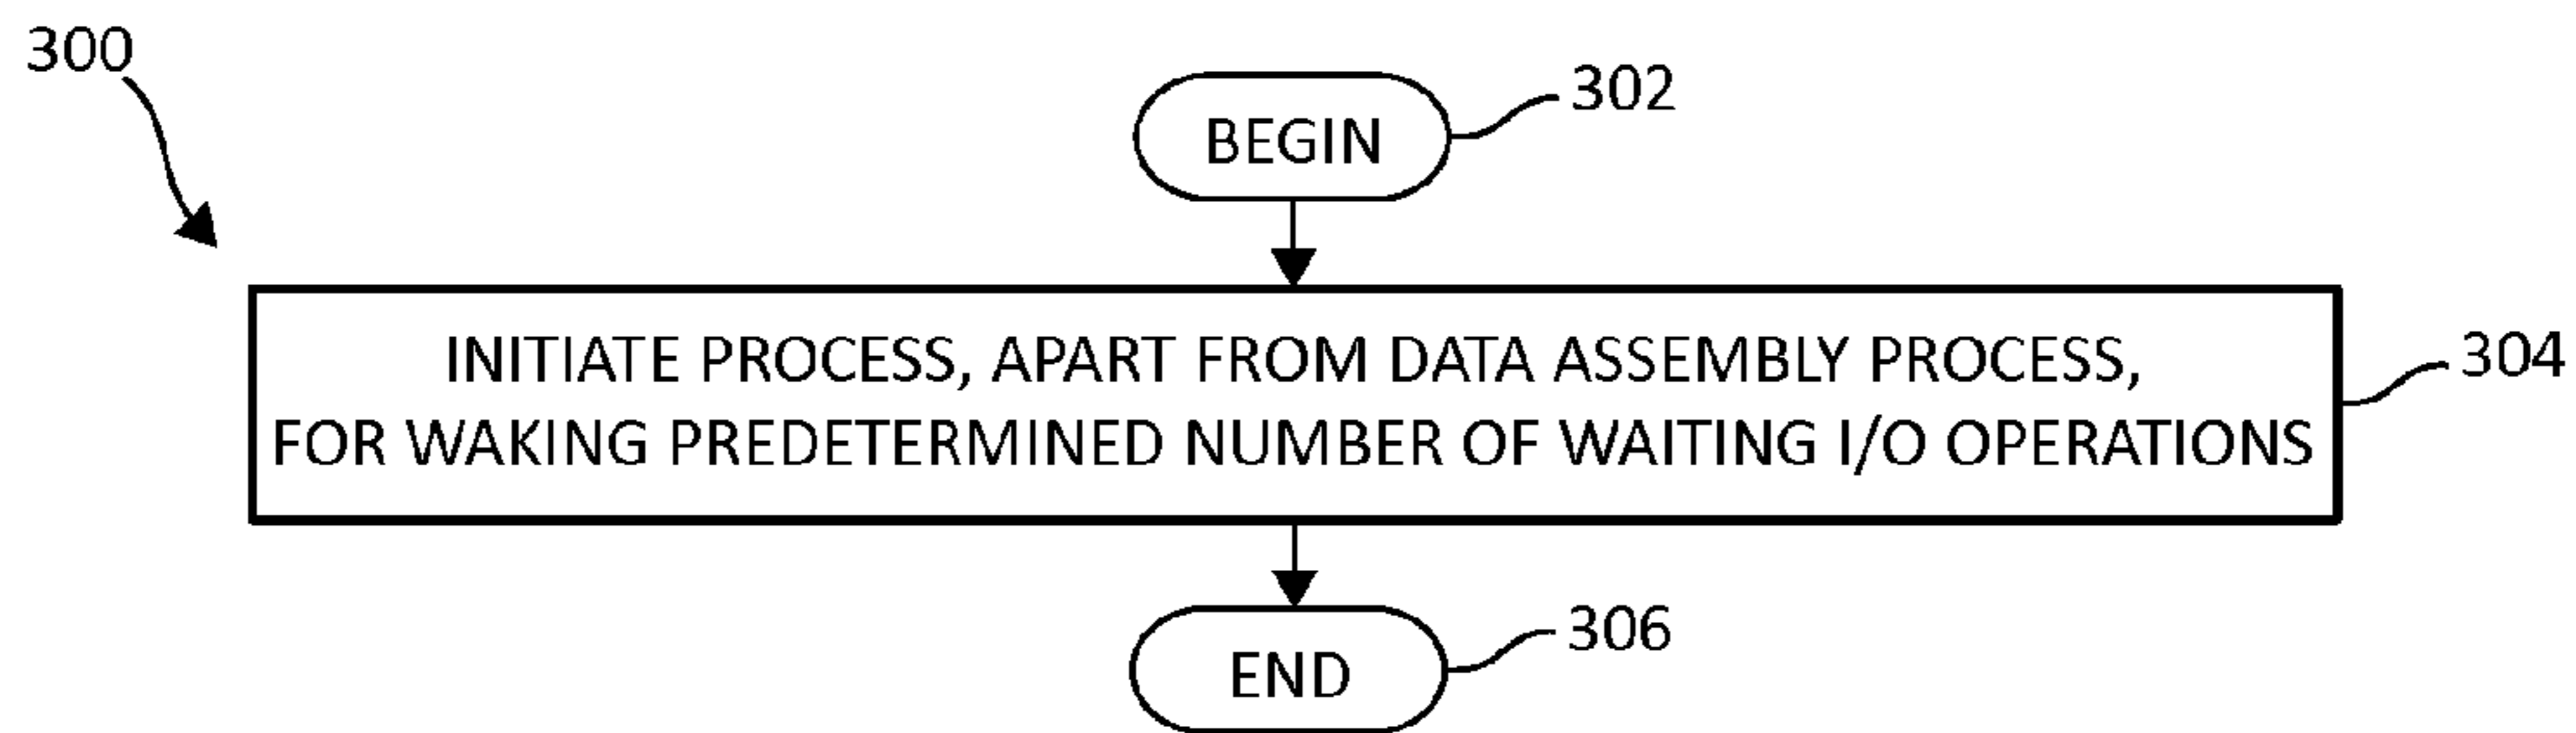 300
302
BEGIN
INITIATE PROCESS, APART FROM DATA ASSEMBLY PROCESS,
FOR WAKING PREDETERMINED NUMBER OF WAITING I/O OPERATIONS
304
306
END